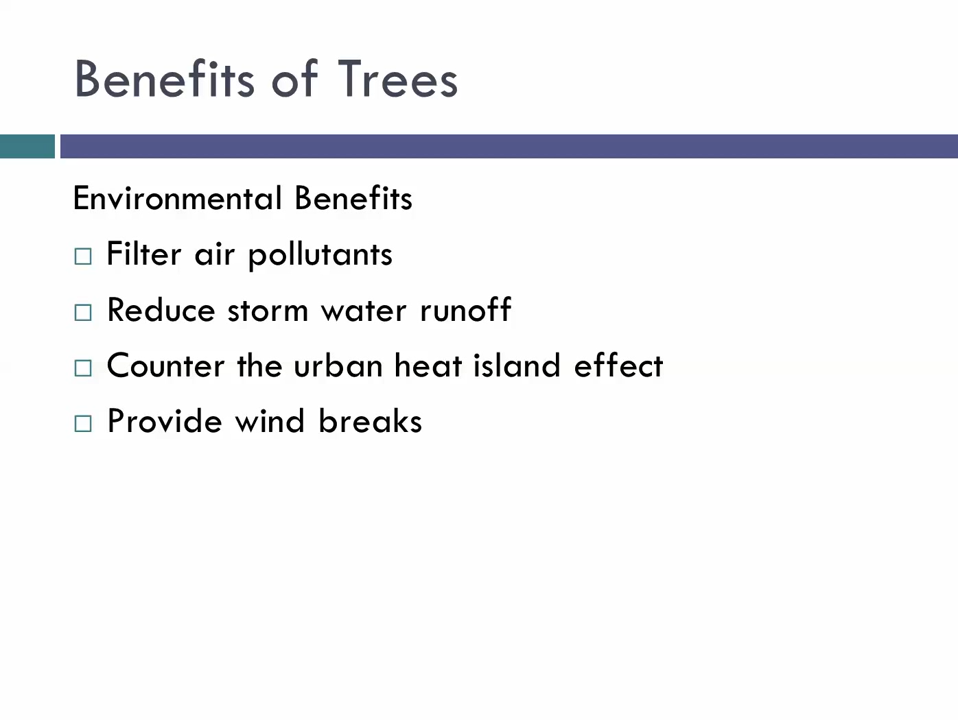 Benefits of Trees
Environmental Benefits
Filter air pollutants
Reduce storm water runoff
Counter the urban heat island effect
Provide wind breaks